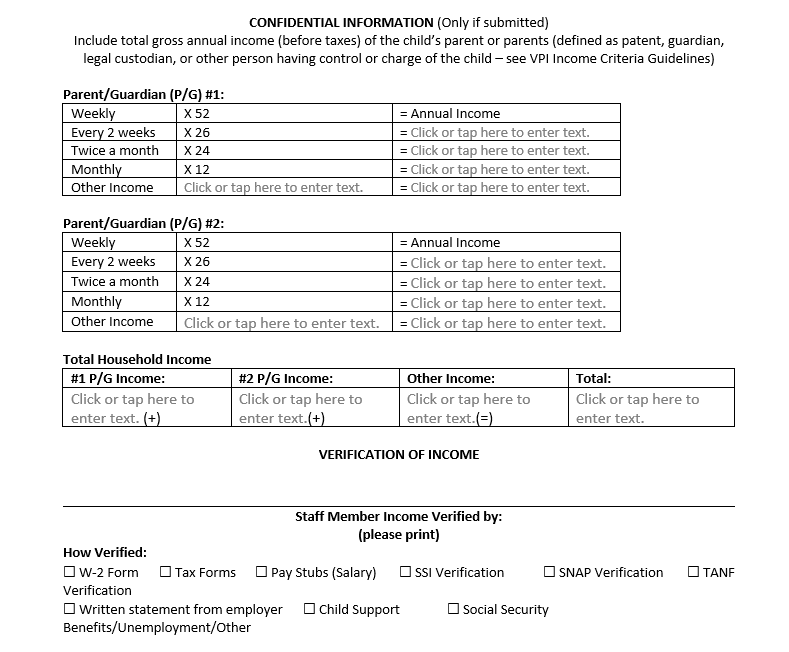 CONFIDENTIAL INFORMATION (Only if submitted)
Include total gross annual income (before taxes) of the child's parent or parents (defined as patent, guardian,
legal custodian, or other person having control or charge of the child – see VPI Income Criteria Guidelines)
Parent/Guardian (P/G) #1:
Weekly X 52 = Annual Income
Every 2 weeks X 26 = Click or tap here to enter text.
Twice a month X 24 = Click or tap here to enter text.
Monthly X 12 = Click or tap here to enter text.
Other Income Click or tap here to enter text. = Click or tap here to enter text.
Parent/Guardian (P/G) #2:
Weekly X 52 = Annual Income
Every 2 weeks X 26 = Click or tap here to enter text.
Twice a month X 24 = Click or tap here to enter text.
Monthly X 12 = Click or tap here to enter text.
Other Income Click or tap here to enter text. = Click or tap here to enter text.
Total Household Income
#1 P/G Income: #2 P/G Income: Other Income: Total:
Click or tap here to Click or tap here to Click or tap here to Click or tap here to
enter text. (+) enter text.(+) enter text.(=) enter text.
VERIFICATION OF INCOME
Staff Member Income Verified by:
(please print)
How Verified:
☐ W-2 Form ☐ Tax Forms ☐ Pay Stubs (Salary) ☐ SSI Verification ☐ SNAP Verification ☐ TANF
Verification
☐ Written statement from employer ☐ Child Support ☐ Social Security
Benefits/Unemployment/Other